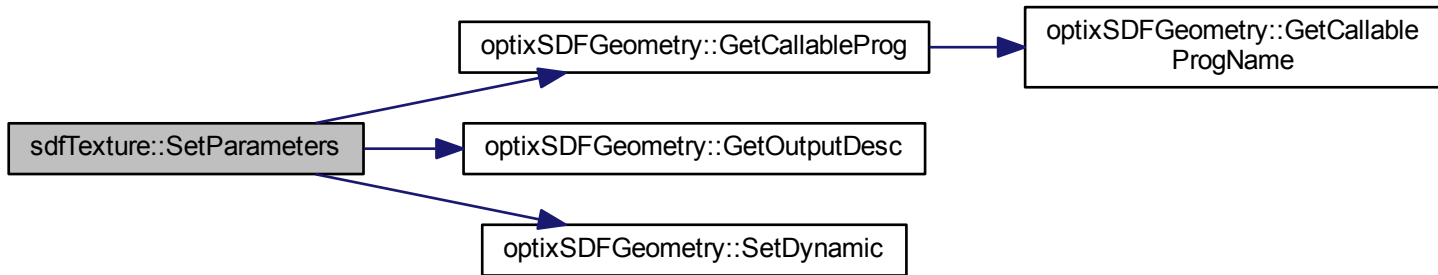 sdfTexture::SetParameters
optixSDFGeometry::GetCallableProg
optixSDFGeometry::GetCallable
ProgName
optixSDFGeometry::GetOutputDesc
optixSDFGeometry::SetDynamic